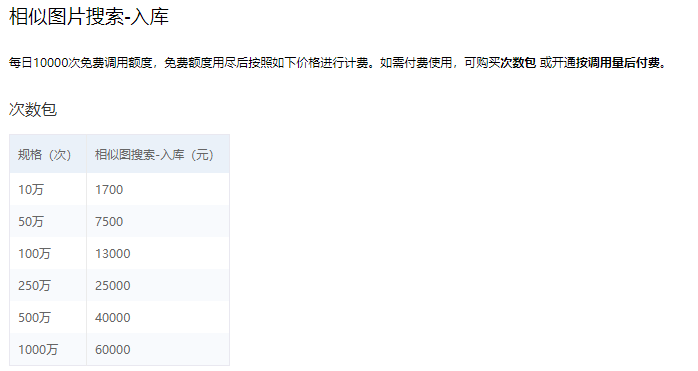 相似图片搜索-入库
每日10000次免费调用额度，免费额度用尽后按照如下价格进行计费。如需付费使用，可购买次数包 或开通按调用量后付费。
次数包
规格（次） 相似图搜索-入库（元）
10万 1700
50万 7500
100万 13000
250万 25000
500万 40000
1000万 60000